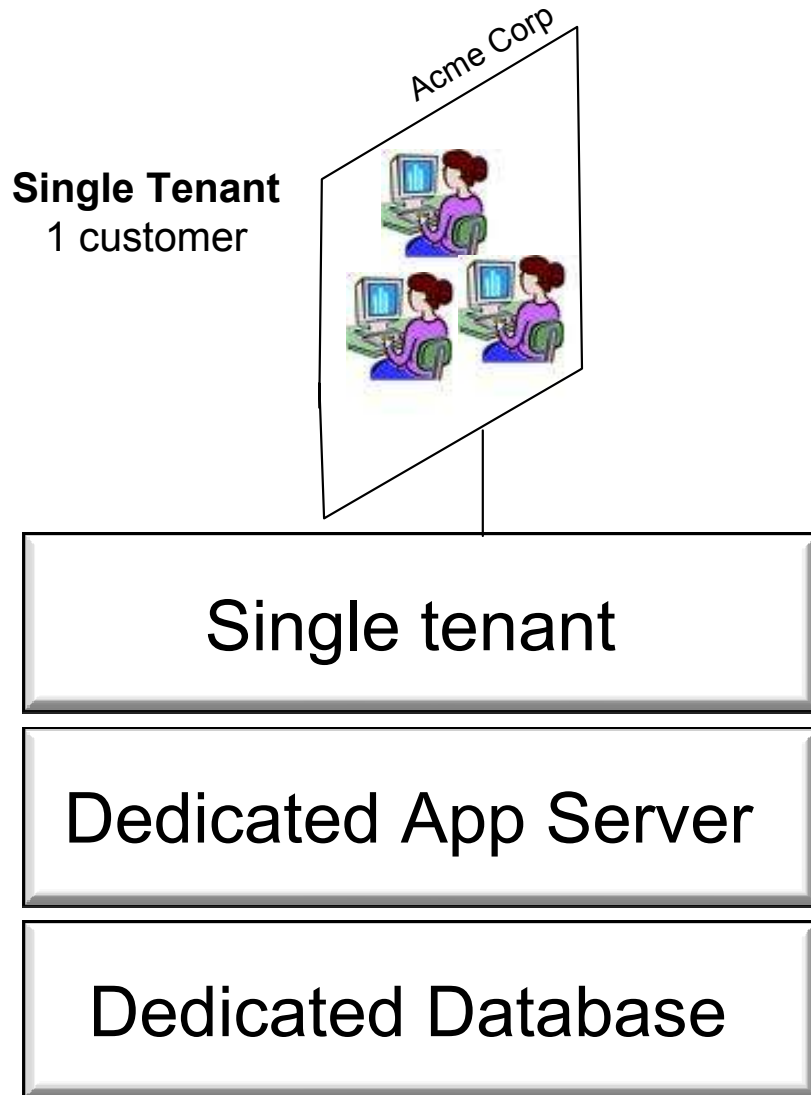 Acme Corp
Single Tenant
1 customer
Single tenant
Dedicated App Server
Dedicated Database